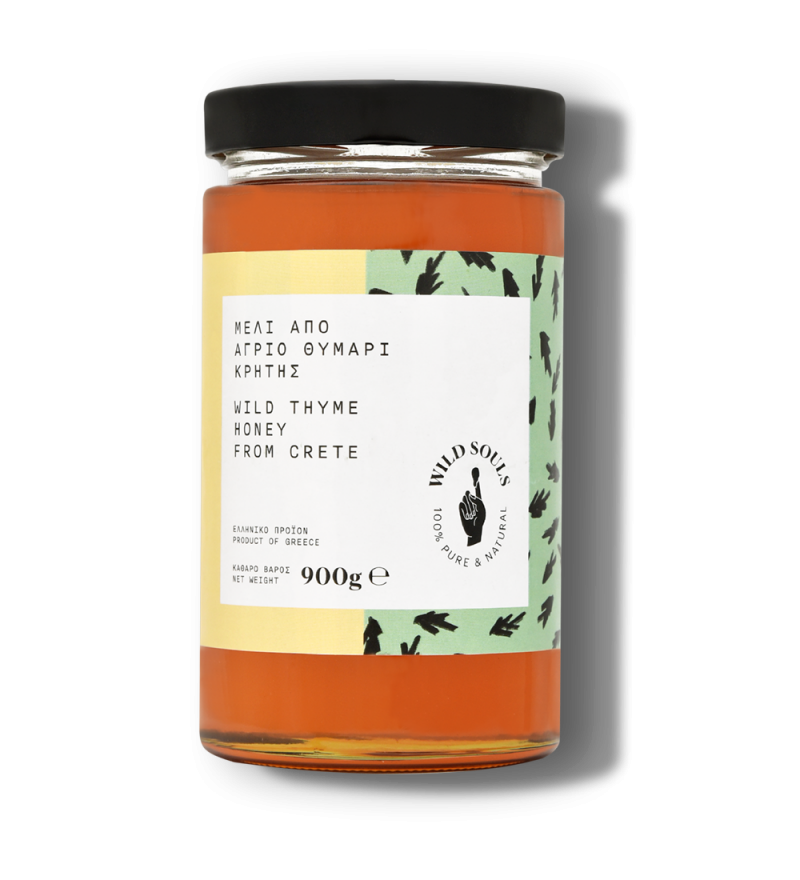 ΜΕΛΙ ΑΠΟ
ΑΓΡΙΟ ΘΥΜΑΡΙ
ΚΡΗΤΗΣ
WILD THYME
HONEY
FROM CRETE
WILD SOULS
100% PURE & NATURAL
ΕΛΛΗΝΙΚΟ ΠΡΟΪΟΝ
PRODUCT OF GREECE
ΚΑΘΑΡΟ ΒΑΡΟΣ
NET WEIGHT
900g ℮